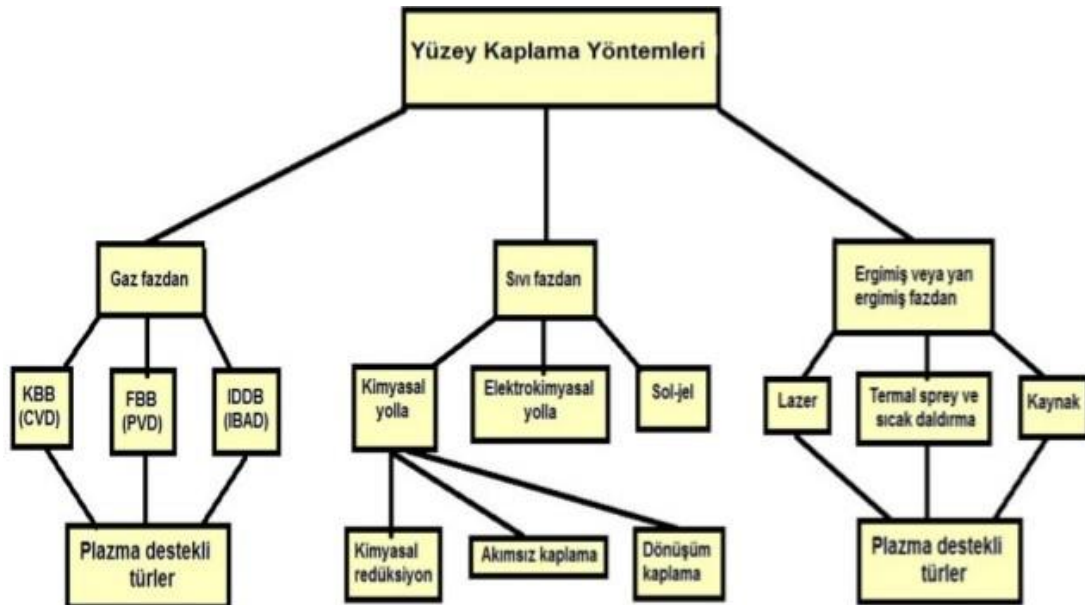 Yüzey Kaplama Yöntemleri
Gaz fazdan
Sıvı fazdan
Ergimiş veya yarı
ergimiş fazdan
KBB
(CVD)
FBB
(PVD)
IDDB
(IBAD)
Kimyasal
yolla
Elektrokimyasal
yolla
Sol-jel
Lazer
Termal sprey ve
sıcak daldırma
Kaynak
Plazma destekli
türler
Kimyasal
redüksiyon
Akımsız kaplama
Dönüşüm
kaplama
Plazma destekli
türler